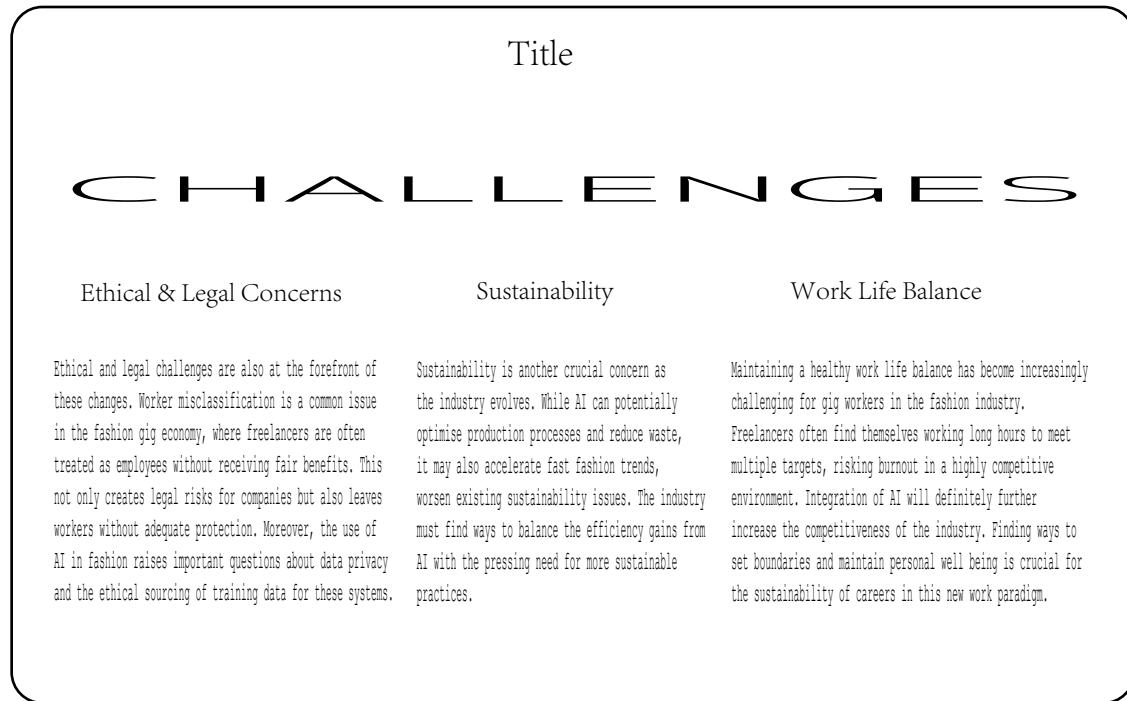 Title
CHALLENGES
Ethical & Legal Concerns
Ethical and legal challenges are also at the forefront of
these changes. Worker misclassification is a common issue
in the fashion gig economy, where freelancers are often
treated as employees without receiving fair benefits. This
not only creates legal risks for companies but also leaves
workers without adequate protection. Moreover, the use of
AI in fashion raises important questions about data privacy
and the ethical sourcing of training data for these systems.
Sustainability
Sustainability is another crucial concern as
the industry evolves. While AI can potentially
optimise production processes and reduce waste,
it may also accelerate fast fashion trends,
worsen existing sustainability issues. The industry
must find ways to balance the efficiency gains from
AI with the pressing need for more sustainable
practices.
Work Life Balance
Maintaining a healthy work life balance has become increasingly
challenging for gig workers in the fashion industry.
Freelancers often find themselves working long hours to meet
multiple targets, risking burnout in a highly competitive
environment. Integration of AI will definitely further
increase the competitiveness of the industry. Finding ways to
set boundaries and maintain personal well being is crucial for
the sustainability of careers in this new work paradigm.